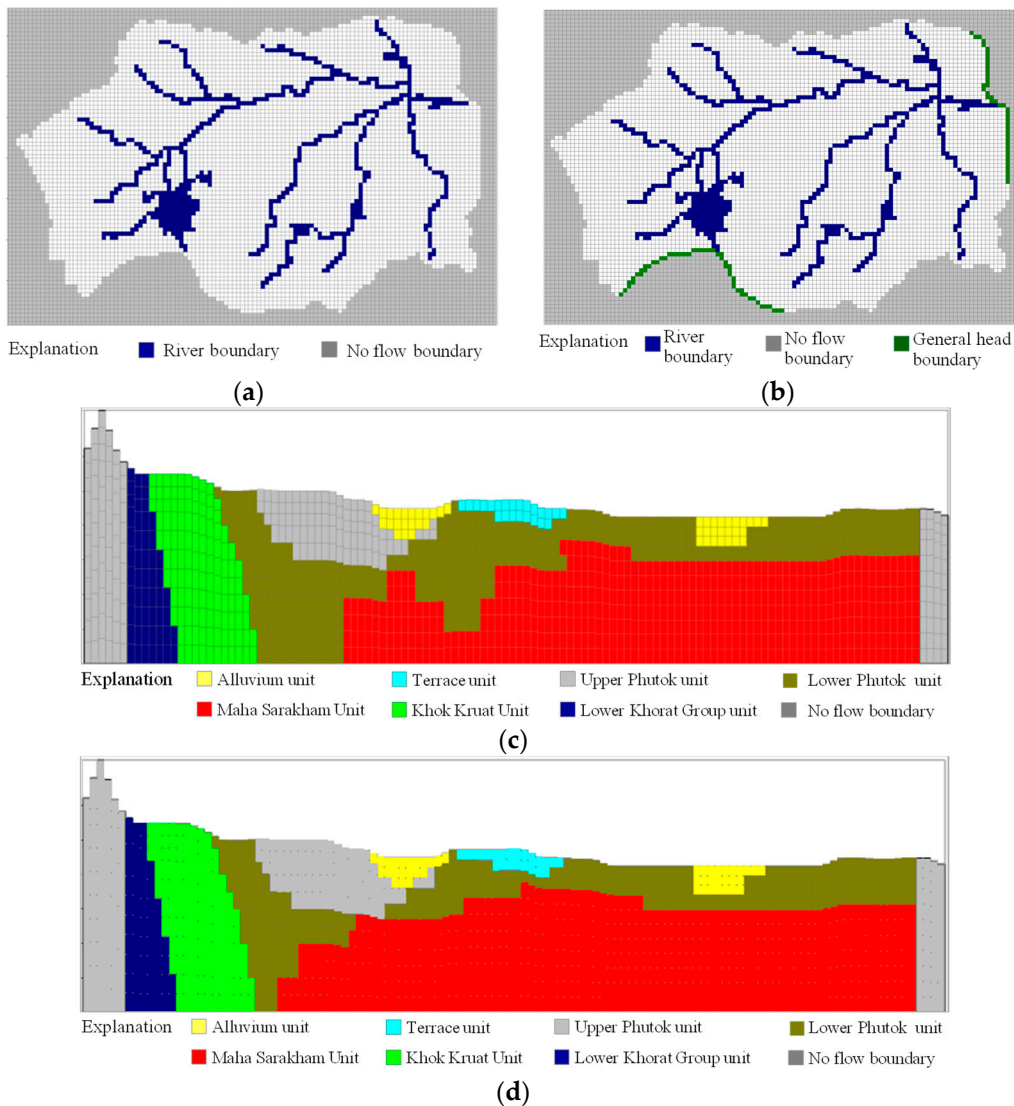 Explanation River boundary No flow boundary
(a)
Explanation River boundary No flow boundary General head boundary
(b)
Explanation Alluvium unit Terrace unit Upper Phutok unit Lower Phutok unit
Maha Sarakham Unit Khok Kruat Unit Lower Khorat Group unit No flow boundary
(c)
Explanation Alluvium unit Terrace unit Upper Phutok unit Lower Phutok unit
Maha Sarakham Unit Khok Kruat Unit Lower Khorat Group unit No flow boundary
(d)